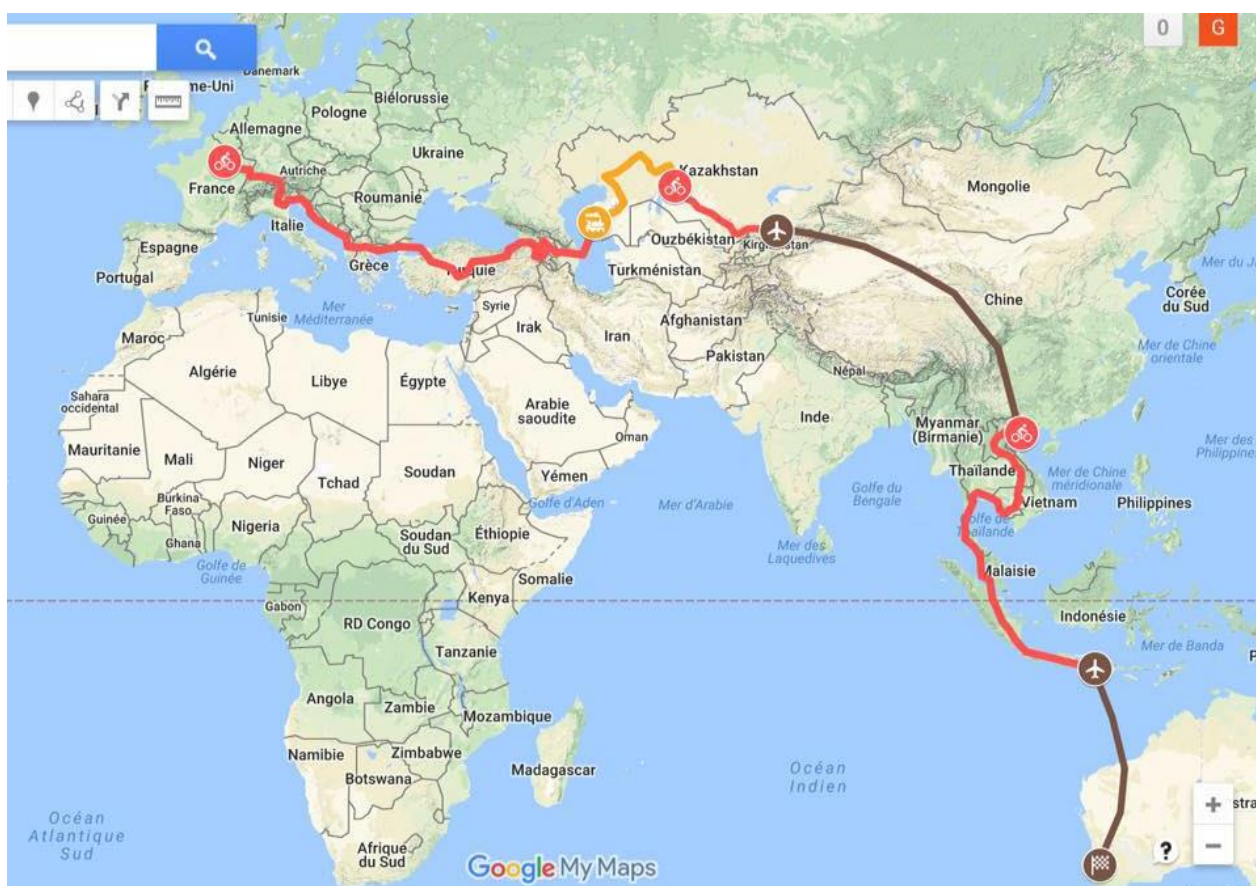 0
G
Danemark
Royaume-Uni
Biélorussie
Pologne
Allemagne
Ukraine
Autriche
France
Kazakhstan
Mongolie
Roumanie
Italie
Espagne
Ouzbékistan
Kirghizistan
Portugal
Grèce
Turquie
Turkménistan
Mer du J
Chine
Corée
du Sud
Mer
Méditerranée
Tunisie
Syrie
Irak
Iran
Afghanistan
Maroc
Pakistan
Mer de Chine
orientale
Algérie
Libye
Égypte
Népal
Sahara
occidental
Arabie
saoudite
Inde
Oman
Myanmar
(Birmanie)
Mauritanie
Mali
Niger
Tchad
Soudan
Yémen
Mer des
Philippine
Thaïlande
Mer de Chine
méridionale
Golfe du
Bengale
Golfe d'Aden
Mer d'Arabie
Vietnam
Philippines
Burkina
Faso
Guinée
Nigeria
Éthiopie
Soudan
du Sud
Ghana
Golfe de
Thaïlande
Mer des
Laquedives
Golfe de
Guinée
Somalie
Malaisie
Gabon
Kenya
RD Congo
Indonésie
Tanzanie
Mer de Banda
P
Angola
Zambie
Mozambique
Namibie
Zimbabwe
Botswana
Madagascar
Océan
Indien
Océan
Atlantique
Sud
Afrique
du Sud
stra
+
−
?
Google My Maps